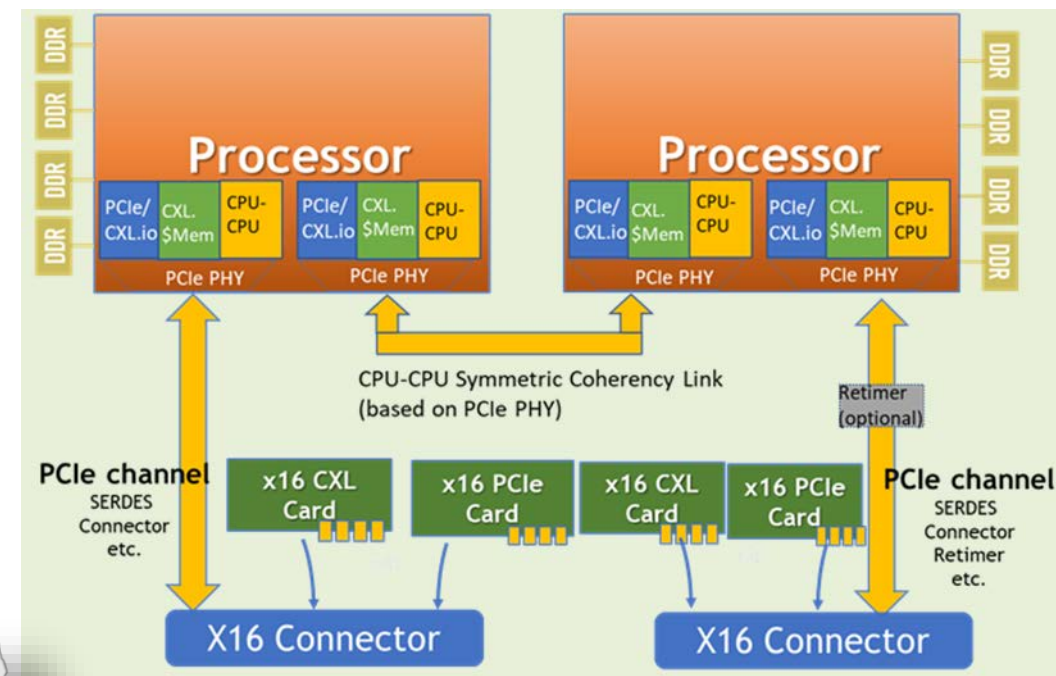 DDR
DDR
DDR
DDR
Processor
PCIe/
CXL.io
CXL.
$Mem
CPU-
CPU
PCIe/
CXL.io
CXL.
$Mem
CPU-
CPU
PCIe PHY
PCIe PHY
Processor
PCIe/
CXL.io
CXL.
$Mem
CPU-
CPU
PCIe/
CXL.io
CXL.
$Mem
CPU-
CPU
PCIe PHY
PCIe PHY
DDR
DDR
DDR
DDR
CPU-CPU Symmetric Coherency Link
(based on PCIe PHY)
Retimer
(optional)
PCIe channel
SERDES
Connector
etc.
x16 CXL
Card
x16 PCIe
Card
x16 CXL
Card
x16 PCIe
Card
PCIe channel
SERDES
Connector
Retimer
etc.
X16 Connector
X16 Connector